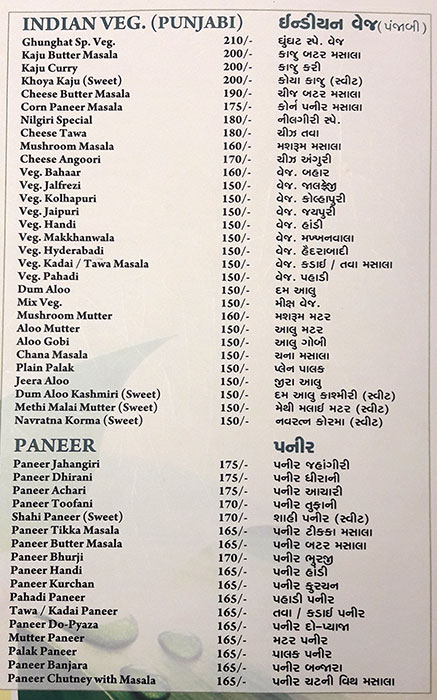 INDIAN VEG. (PUNJABI) ઈન્ડીયન વેજ (પંજાબી)
Ghunghat Sp. Veg. 210/- ઘુંઘટ સ્પે. વેજ
Kaju Butter Masala 200/- કાજુ બટર મસાલા
Kaju Curry 200/- કાજુ કરી
Khoya Kaju (Sweet) 200/- કોયા કાજુ (સ્વીટ)
Cheese Butter Masala 190/- ચીજ બટર મસાલા
Corn Paneer Masala 175/- કોર્ન પનીર મસાલા
Nilgiri Special 180/- નીલગીરી સ્પે.
Cheese Tawa 180/- ચીઝ તવા
Mushroom Masala 160/- મશરૂમ મસાલા
Cheese Angoori 170/- ચીઝ અંગુરી
Veg. Bahaar 160/- વેજ. બહાર
Veg. Jalfrezi 150/- વેજ. જાલફ્રેજી
Veg. Kolhapuri 150/- વેજ. કોલ્હાપુરી
Veg. Jaipuri 150/- વેજ. જયપુરી
Veg. Handi 150/- વેજ. હાંડી
Veg. Makkhanwala 150/- વેજ. મખ્ખનવાલા
Veg. Hyderabadi 150/- વેજ. હૈદરાબાદી
Veg. Kadai / Tawa Masala 150/- વેજ. કડાઈ / તવા મસાલા
Veg. Pahadi 150/- વેજ. પહાડી
Dum Aloo 150/- દમ આલુ
Mix Veg. 150/- મીક્ષ વેજ.
Mushroom Mutter 160/- મશરૂમ મટર
Aloo Mutter 150/- આલુ મટર
Aloo Gobi 150/- આલુ ગોબી
Chana Masala 150/- ચના મસાલા
Plain Palak 150/- પ્લેન પાલક
Jeera Aloo 150/- જીરા આલુ
Dum Aloo Kashmiri (Sweet) 150/- દમ આલુ કાશ્મીરી (સ્વીટ)
Methi Malai Mutter (Sweet) 150/- મેથી મલાઈ મટર (સ્વીટ)
Navratna Korma (Sweet) 150/- નવરત્ન કોરમા (સ્વીટ)
PANEER પનીર
Paneer Jahangiri 175/- પનીર જહાંગીરી
Paneer Dhirani 175/- પનીર ધીરાની
Paneer Achari 175/- પનીર આચારી
Paneer Toofani 170/- પનીર તુફાની
Shahi Paneer (Sweet) 170/- શાહી પનીર (સ્વીટ)
Paneer Tikka Masala 165/- પનીર ટીક્કા મસાલા
Paneer Butter Masala 165/- પનીર બટર મસાલા
Paneer Bhurji 170/- પનીર ભુરજી
Paneer Handi 165/- પનીર હાંડી
Paneer Kurchan 165/- પનીર કુરચન
Pahadi Paneer 165/- પહાડી પનીર
Tawa / Kadai Paneer 165/- તવા / કડાઈ પનીર
Paneer Do-Pyaza 165/- પનીર દો-પ્યાજા
Mutter Paneer 165/- મટર પનીર
Palak Paneer 165/- પાલક પનીર
Paneer Banjara 165/- પનીર બન્જારા
Paneer Chutney with Masala 165/- પનીર ચટની વિથ મસાલા